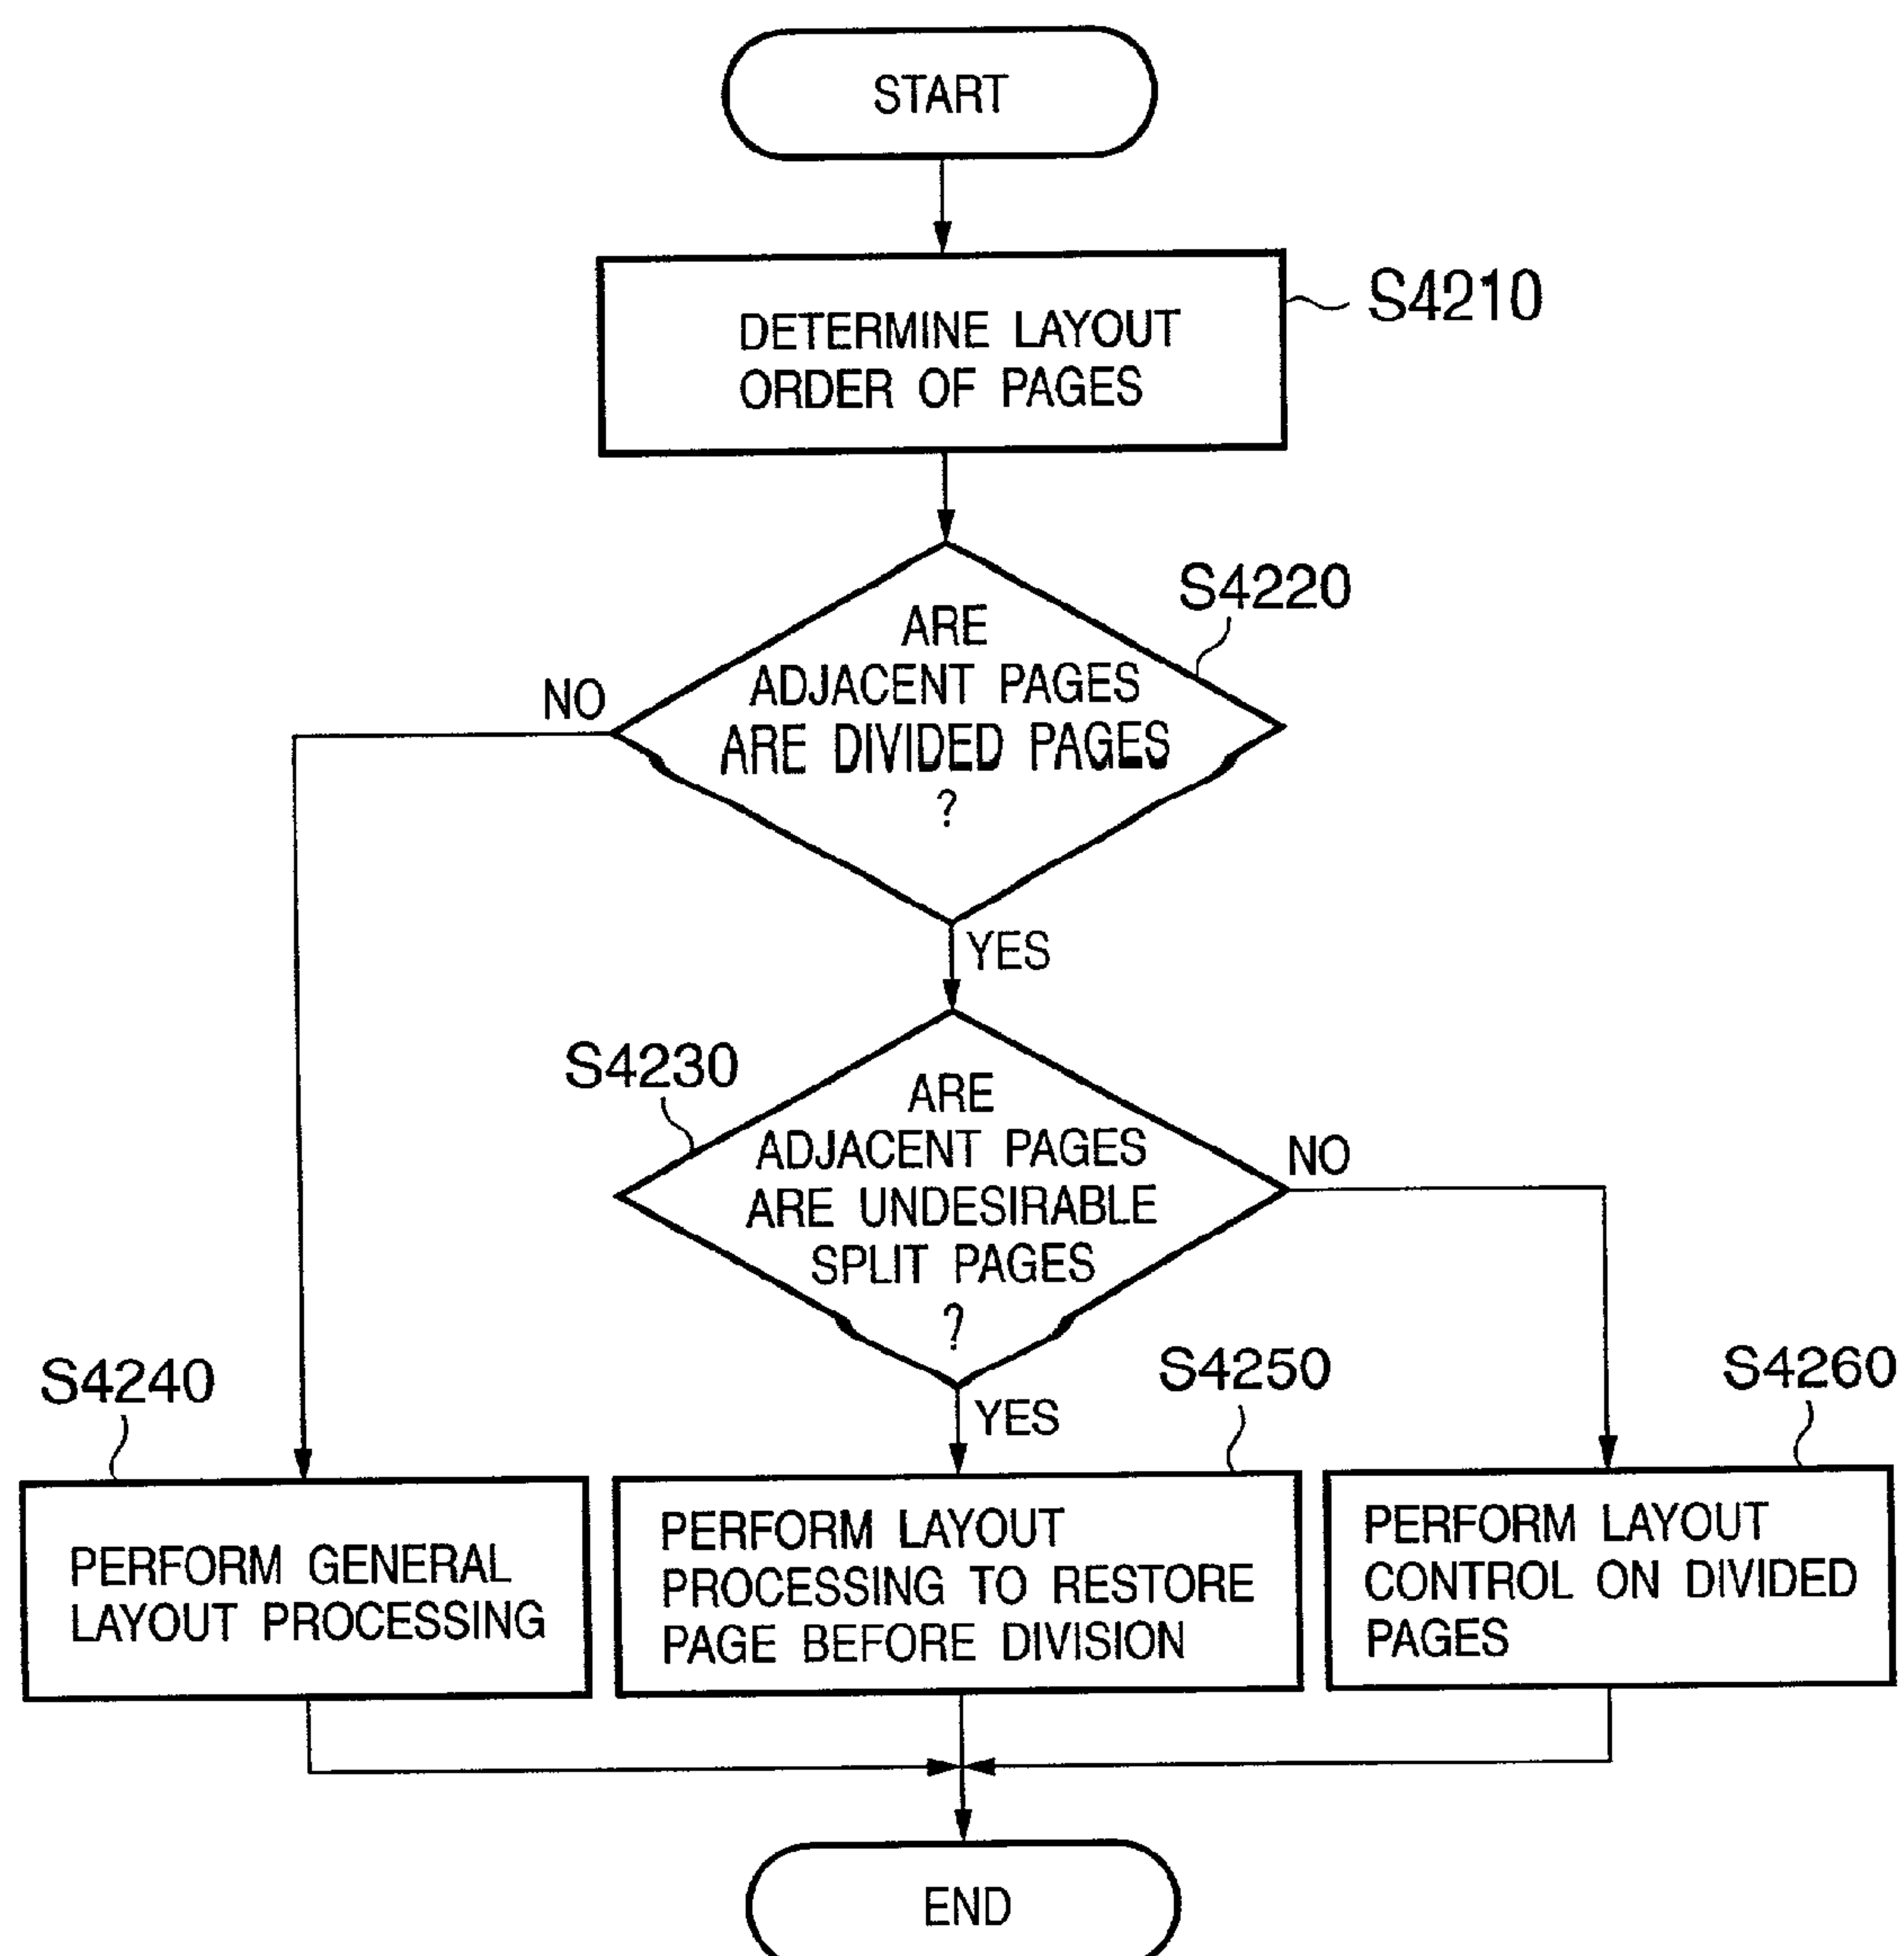 START
DETERMINE LAYOUT
ORDER OF PAGES
S4210
ARE
ADJACENT PAGES
ARE DIVIDED PAGES
?
S4220
NO
YES
S4230
ARE
ADJACENT PAGES
ARE UNDESIRABLE
SPLIT PAGES
?
NO
YES
S4240
PERFORM GENERAL
LAYOUT PROCESSING
S4250
PERFORM LAYOUT
PROCESSING TO RESTORE
PAGE BEFORE DIVISION
S4260
PERFORM LAYOUT
CONTROL ON DIVIDED
PAGES
END